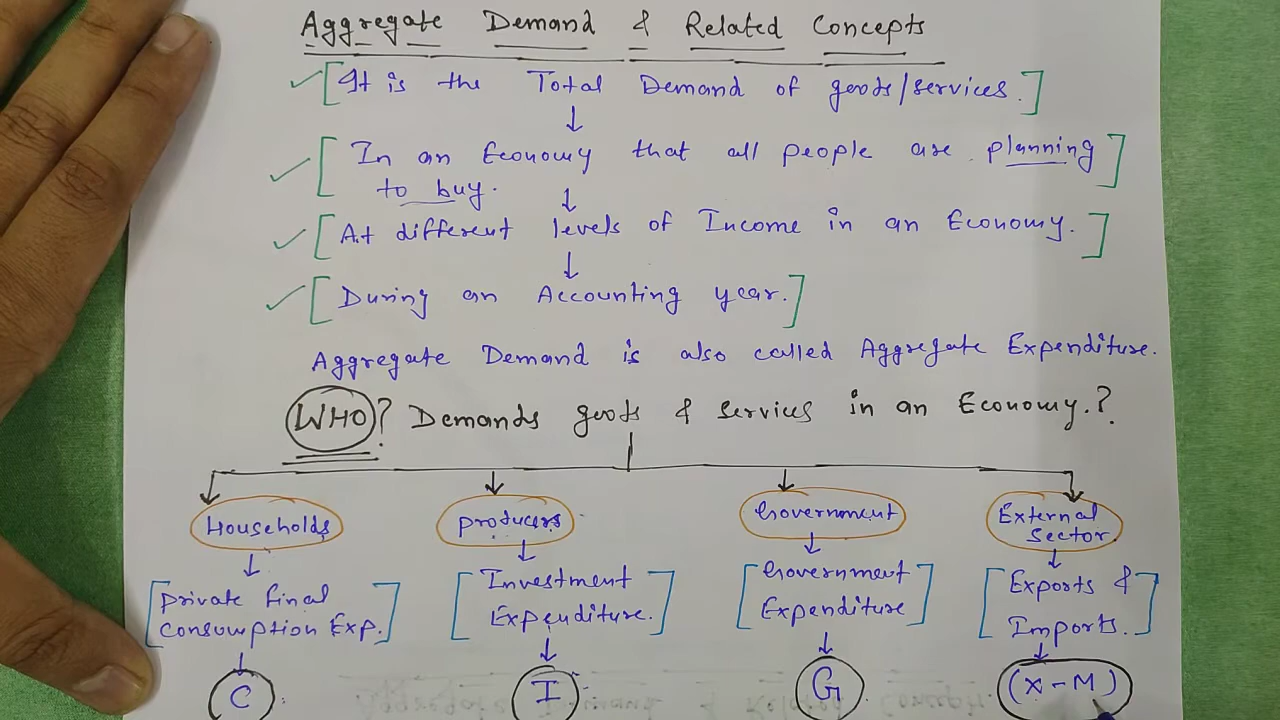 Aggregate Demand & Related Concepts
It is the Total Demand of goods/services.
In an Economy that all people are planning
to buy.
At different levels of Income in an Economy.
During an Accounting year.
Aggregate Demand is also called Aggregate Expenditure.
WHO? Demands goods & services in an Economy.?
Households producers Government External
Sector
private final Investment Government Exports &
Consumption Exp. Expenditure. Expenditure Imports.
C I G (X-M)